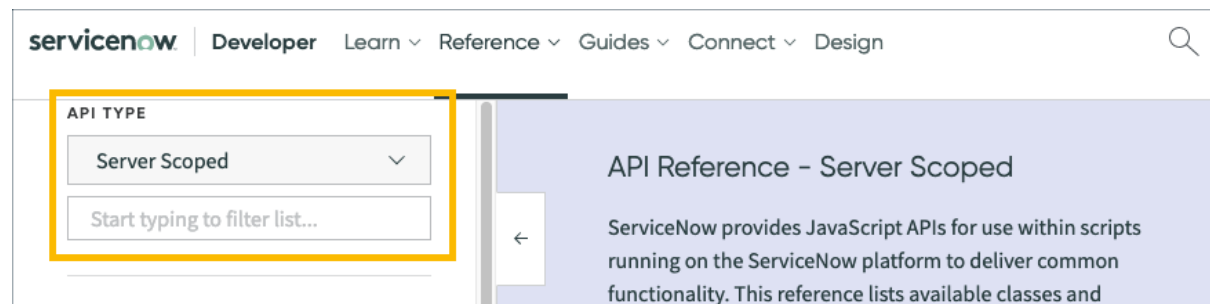 servicenow. Developer Learn Reference Guides Connect Design
API TYPE
Server Scoped
Start typing to filter list...
API Reference - Server Scoped
ServiceNow provides JavaScript APIs for use within scripts
running on the ServiceNow platform to deliver common
functionality. This reference lists available classes and